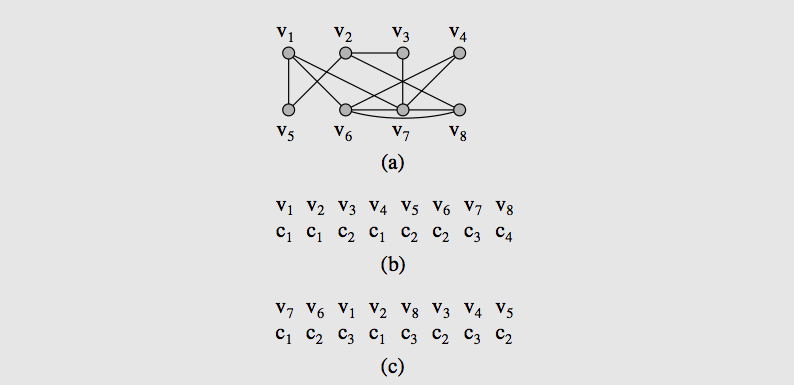 v₁ v₂ v₃ v₄
v₅ v₆ v₇ v₈
(a)
v₁ v₂ v₃ v₄ v₅ v₆ v₇ v₈
c₁ c₁ c₂ c₁ c₂ c₂ c₃ c₄
(b)
v₇ v₆ v₁ v₂ v₈ v₃ v₄ v₅
c₁ c₂ c₃ c₁ c₃ c₂ c₃ c₂
(c)